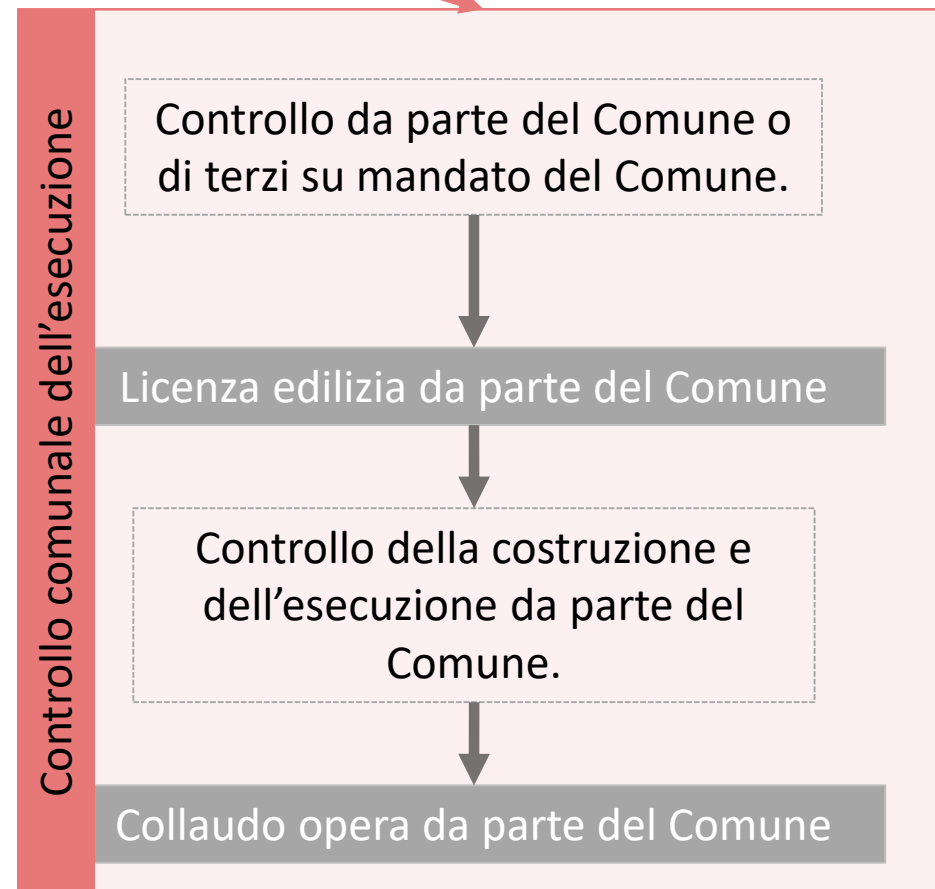 Controllo comunale dell’esecuzione
Controllo da parte del Comune o
di terzi su mandato del Comune.
Licenza edilizia da parte del Comune
Controllo della costruzione e
dell’esecuzione da parte del
Comune.
Collaudo opera da parte del Comune